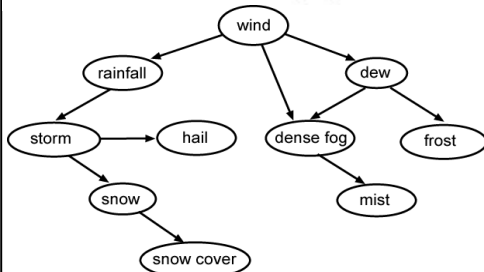 wind
rainfall
dew
storm
hail
dense fog
frost
snow
mist
snow cover